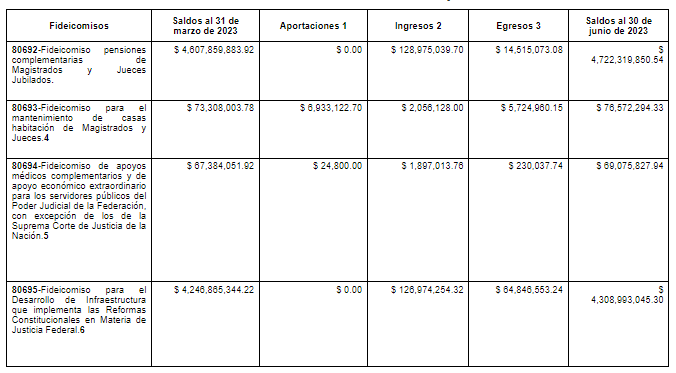 Fideicomisos
Saldos al 31 de
marzo de 2023
Aportaciones 1
Ingresos 2
Egresos 3
Saldos al 30 de
junio de 2023
80692-Fideicomiso pensiones
complementarias de
Magistrados y Jueces
Jubilados.
$ 4,607,859,883.92
$ 0.00
$ 128,975,039.70
$ 14,515,073.08
$
4,722,319,850.54
80693-Fideicomiso para el
mantenimiento de casas
habitación de Magistrados y
Jueces.4
$ 73,308,003.78
$ 6,933,122.70
$ 2,056,128.00
$ 5,724,960.15
$ 76,572,294.33
80694-Fideicomiso de apoyos
médicos complementarios y de
apoyo económico extraordinario
para los servidores públicos del
Poder Judicial de la Federación,
con excepción de los de la
Suprema Corte de Justicia de la
Nación.5
$ 67,384,051.92
$ 24,800.00
$ 1,897,013.76
$ 230,037.74
$ 69,075,827.94
80695-Fideicomiso para el
Desarrollo de Infraestructura
que implementa las Reformas
Constitucionales en Materia de
Justicia Federal.6
$ 4,246,865,344.22
$ 0.00
$ 126,974,254.32
$ 64,846,553.24
$
4,308,993,045.30